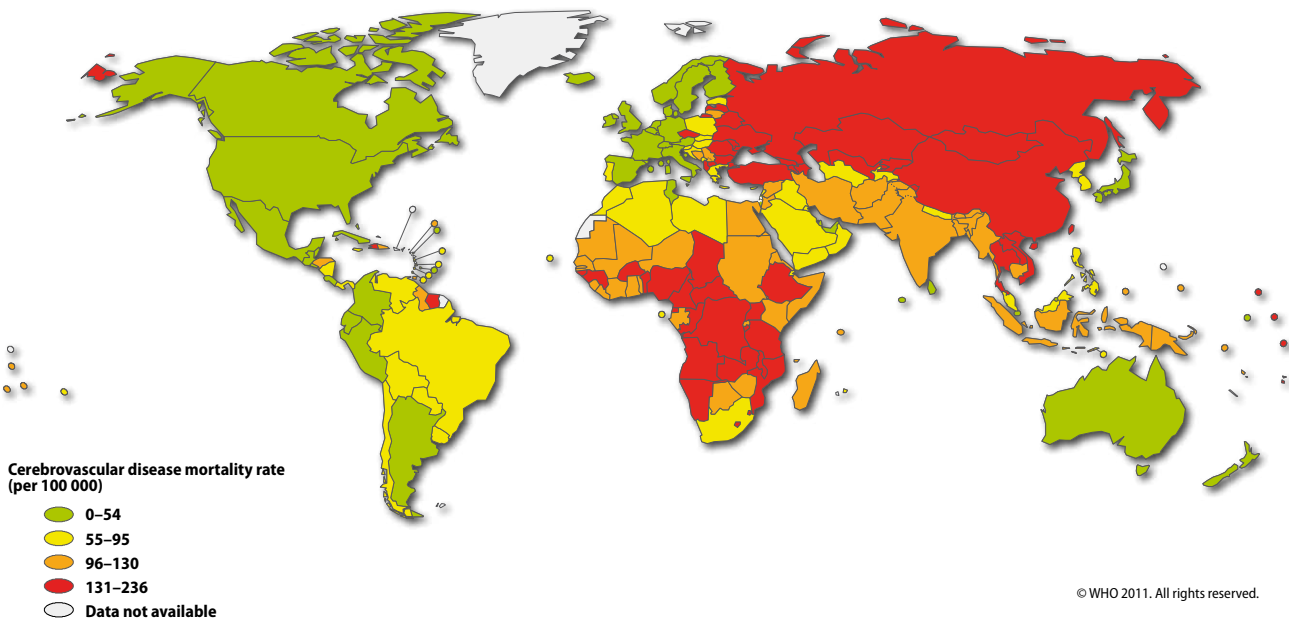 Cerebrovascular disease mortality rate
(per 100 000)
0–54
55–95
96–130
131–236
Data not available
© WHO 2011. All rights reserved.